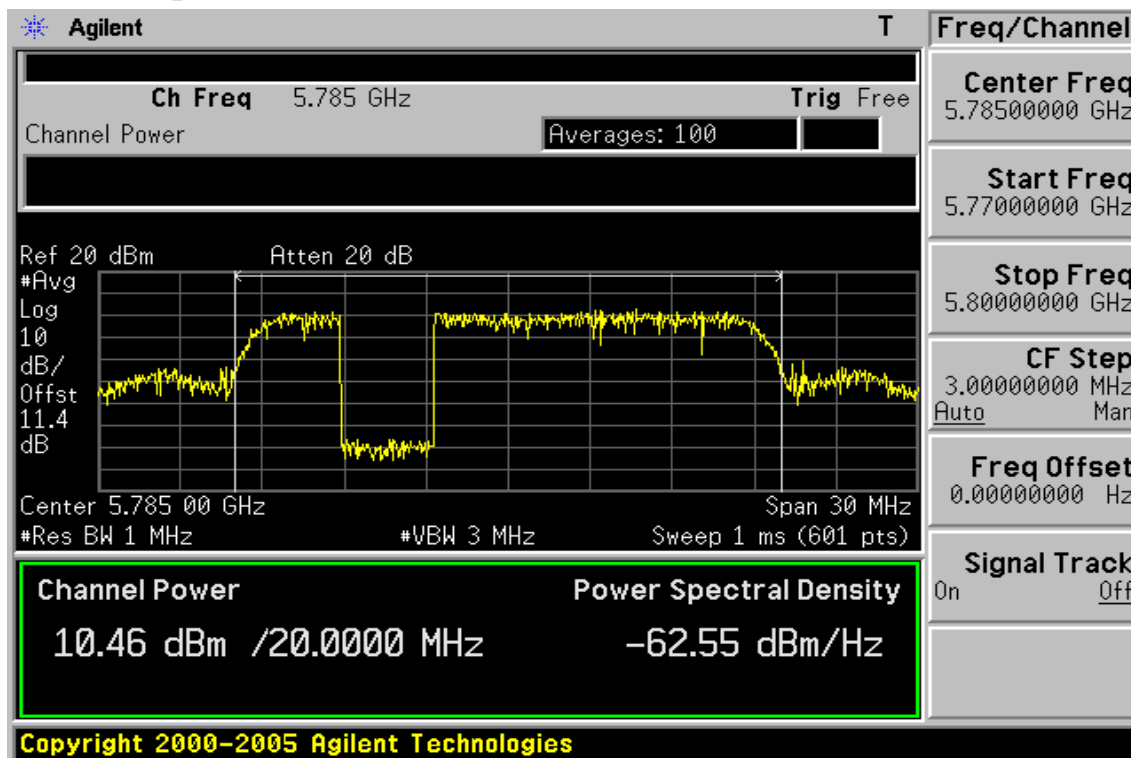 Agilent T
Freq/Channel
Ch Freq 5.785 GHz Trig Free
Channel Power Averages: 100
Ref 20 dBm Atten 20 dB
#Avg
Log
10
dB/
Offst
11.4
dB
Center 5.785 00 GHz Span 30 MHz
#Res BW 1 MHz #VBW 3 MHz Sweep 1 ms (601 pts)
Channel Power Power Spectral Density
10.46 dBm /20.0000 MHz -62.55 dBm/Hz
Copyright 2000-2005 Agilent Technologies
Center Freq
5.78500000 GHz
Start Freq
5.77000000 GHz
Stop Freq
5.80000000 GHz
CF Step
3.00000000 MHz
Auto Man
Freq Offset
0.00000000 Hz
Signal Track
On Off